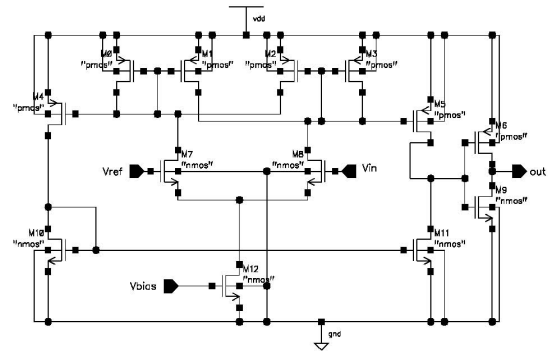 vdd
M0
"pmos"
M1
"pmos"
M2
"pmos"
M3
"pmos"
M4
"pmos"
M5
"pmos"
M6
"pmos"
M7
"nmos"
M8
"nmos"
Vref
Vin
out
M9
"nmos"
M10
"nmos"
M11
"nmos"
M12
"nmos"
Vbias
gnd